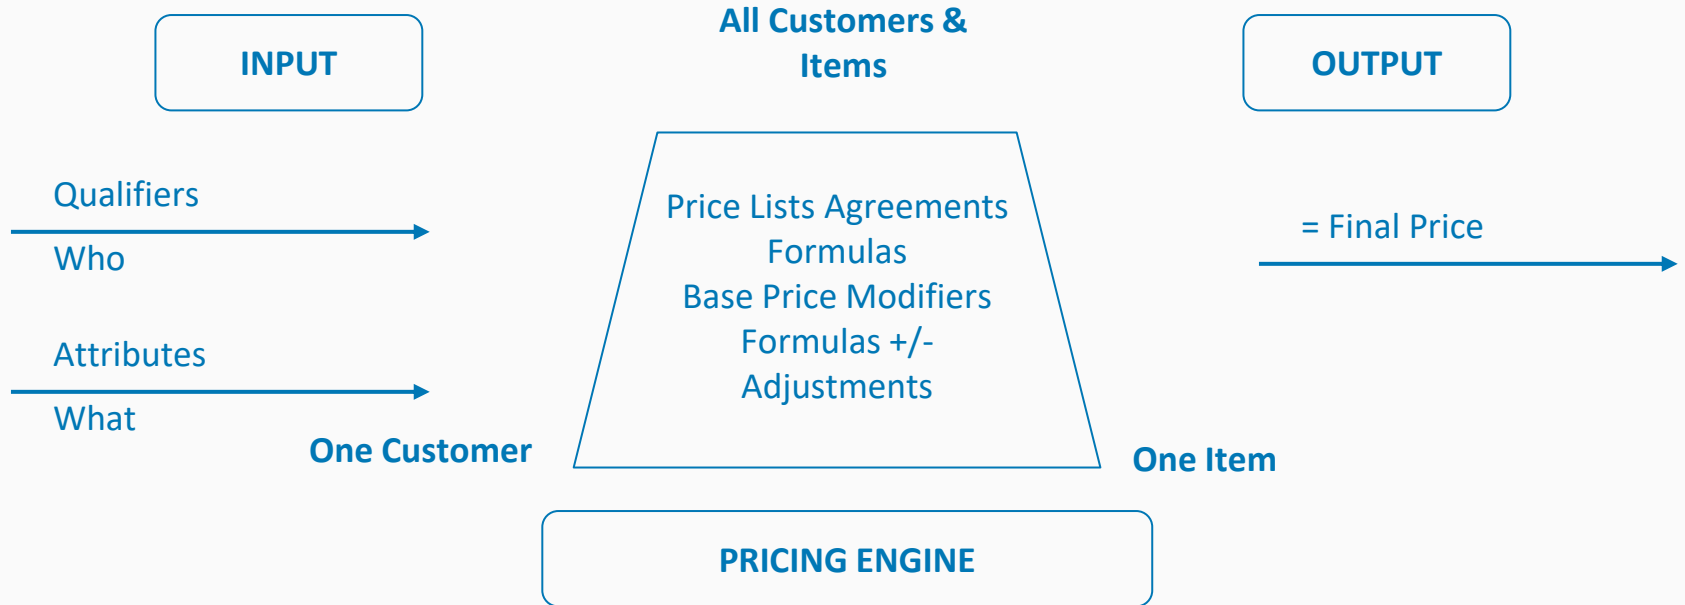 INPUT
All Customers &
Items
OUTPUT
Qualifiers
Who
Attributes
What
Price Lists Agreements
Formulas
Base Price Modifiers
Formulas +/-
Adjustments
= Final Price
One Customer
One Item
PRICING ENGINE